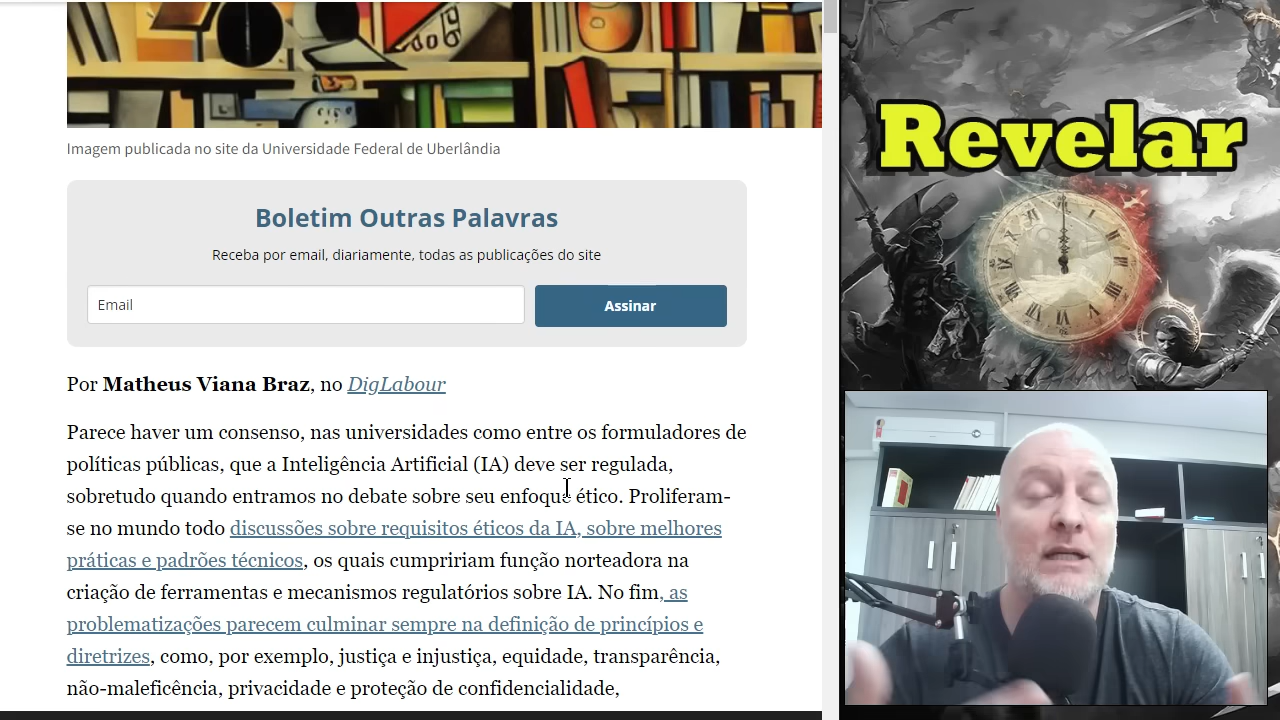 Imagem publicada no site da Universidade Federal de Uberlândia
Boletim Outras Palavras
Receba por email, diariamente, todas as publicações do site
Email
Assinar
Por Matheus Viana Braz, no DigLabour
Parece haver um consenso, nas universidades como entre os formuladores de
políticas públicas, que a Inteligência Artificial (IA) deve ser regulada,
sobretudo quando entramos no debate sobre seu enfoque ético. Proliferam-
se no mundo todo discussões sobre requisitos éticos da IA, sobre melhores
práticas e padrões técnicos, os quais cumpririam função norteadora na
criação de ferramentas e mecanismos regulatórios sobre IA. No fim, as
problematizações parecem culminar sempre na definição de princípios e
diretrizes, como, por exemplo, justiça e injustiça, equidade, transparência,
não-maleficência, privacidade e proteção de confidencialidade,
Revelar